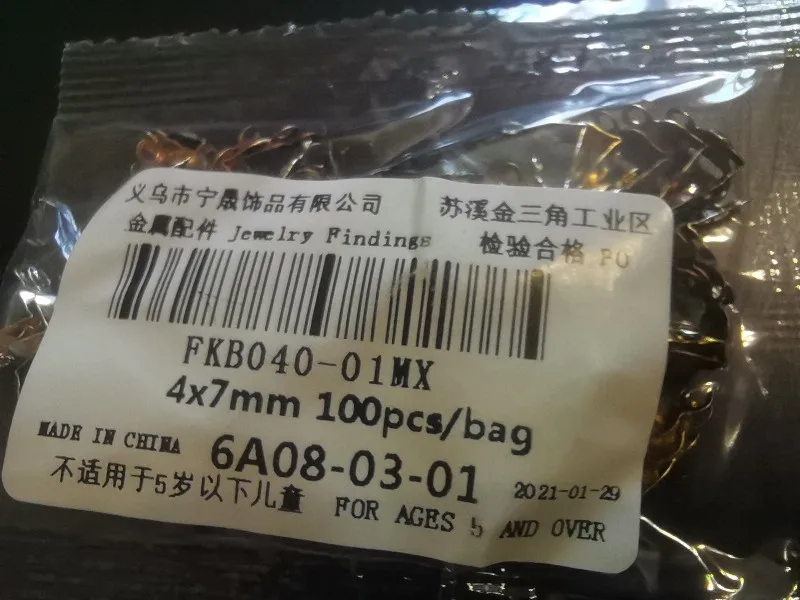 义乌市宁晟饰品有限公司 苏溪金三角工业区
金属配件 Jewelry Findings 检验合格 PO
FKB040-01MX
4x7mm 100pcs/bag
MADE IN CHINA 6A08-03-01 2021-01-29
不适用于5岁以下儿童 FOR AGES 5 AND OVER